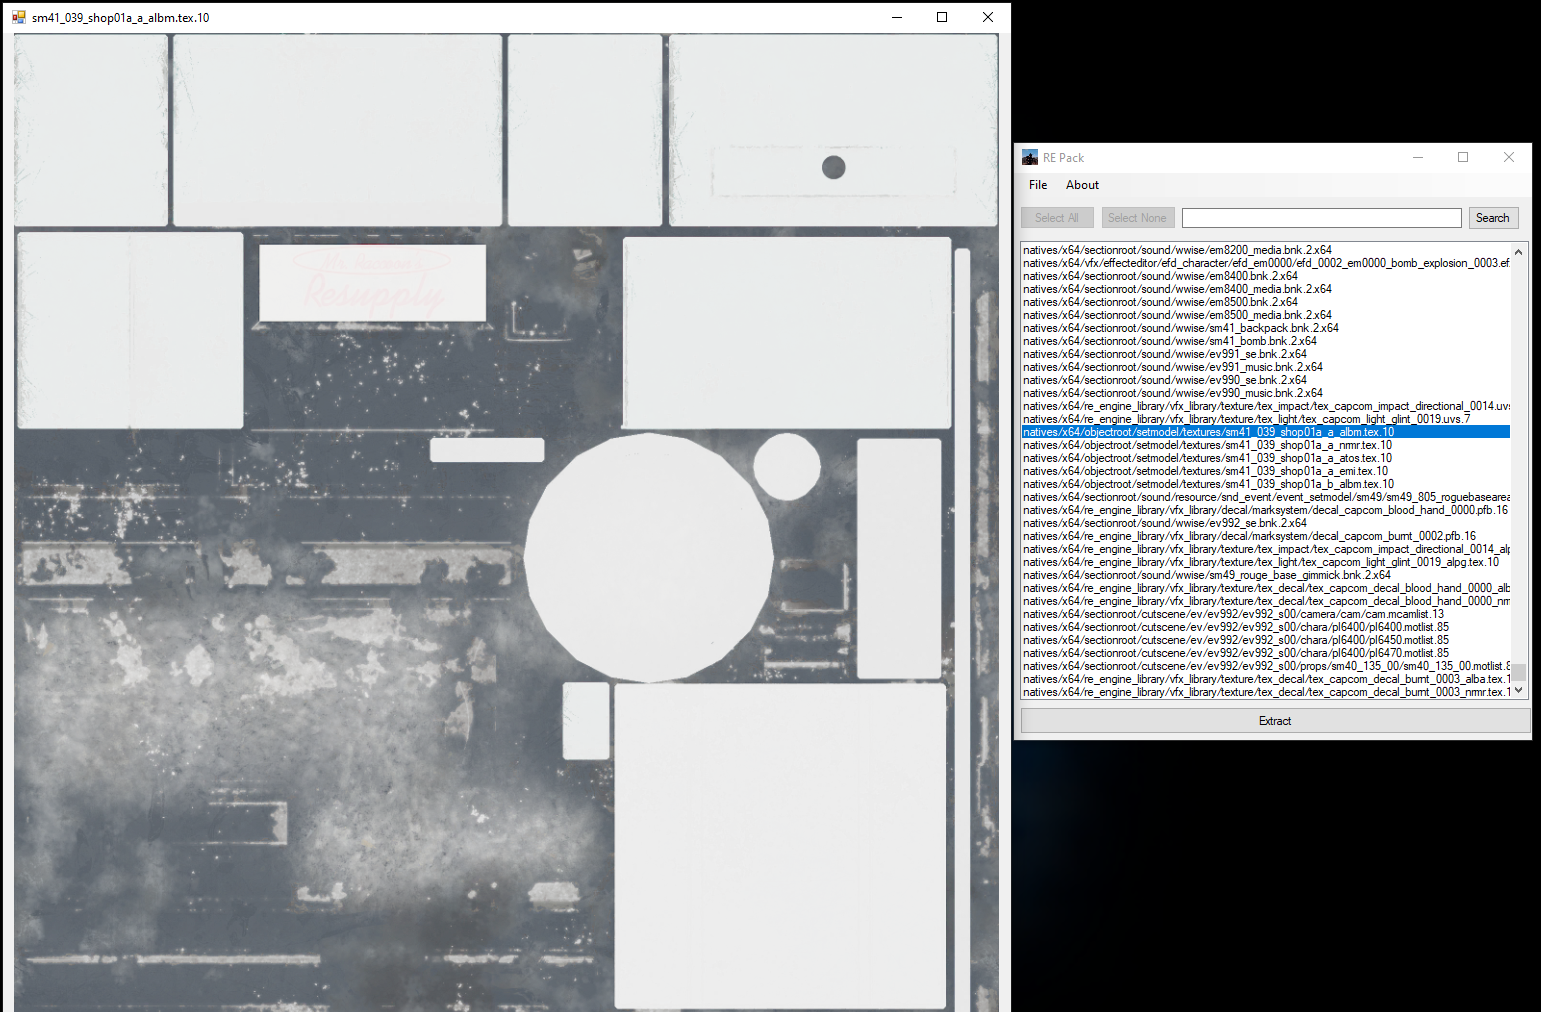 sm41_039_shop01a_a_albm.tex.10
Resupply
RE Pack
File About
Select All Select None Search
natives/x64/sectionroot/sound/wwise/em8200_media.bnk.2.x64
natives/x64/vfx/effecteditor/efd_character/efd_em0000/efd_0002_em0000_bomb_explosion_0003.ef
natives/x64/sectionroot/sound/wwise/em8400.bnk.2.x64
natives/x64/sectionroot/sound/wwise/em8400_media.bnk.2.x64
natives/x64/sectionroot/sound/wwise/em8500.bnk.2.x64
natives/x64/sectionroot/sound/wwise/em8500_media.bnk.2.x64
natives/x64/sectionroot/sound/wwise/sm41_backpack.bnk.2.x64
natives/x64/sectionroot/sound/wwise/sm41_bomb.bnk.2.x64
natives/x64/sectionroot/sound/wwise/ev991_se.bnk.2.x64
natives/x64/sectionroot/sound/wwise/ev991_music.bnk.2.x64
natives/x64/sectionroot/sound/wwise/ev990_se.bnk.2.x64
natives/x64/sectionroot/sound/wwise/ev990_music.bnk.2.x64
natives/x64/re_engine_library/vfx_library/texture/tex_impact/tex_capcom_impact_directional_0014.uvs
natives/x64/re_engine_library/vfx_library/texture/tex_light/tex_capcom_light_glint_0019.uvs.7
natives/x64/objectroot/setmodel/textures/sm41_039_shop01a_a_albm.tex.10
natives/x64/objectroot/setmodel/textures/sm41_039_shop01a_a_nmr.tex.10
natives/x64/objectroot/setmodel/textures/sm41_039_shop01a_a_atos.tex.10
natives/x64/objectroot/setmodel/textures/sm41_039_shop01a_a_emi.tex.10
natives/x64/objectroot/setmodel/textures/sm41_039_shop01a_b_albm.tex.10
natives/x64/sectionroot/sound/resource/snd_event/event_setmodel/sm49/sm49_805_roguebasearea
natives/x64/re_engine_library/vfx_library/decal/marksystem/decal_capcom_blood_hand_0000.pfb.16
natives/x64/sectionroot/sound/wwise/ev992_se.bnk.2.x64
natives/x64/re_engine_library/vfx_library/decal/marksystem/decal_capcom_burnt_0002.pfb.16
natives/x64/re_engine_library/vfx_library/texture/tex_impact/tex_capcom_impact_directional_0014_alp
natives/x64/re_engine_library/vfx_library/texture/tex_light/tex_capcom_light_glint_0019_alpg.tex.10
natives/x64/sectionroot/sound/wwise/sm49_rouge_base_gimmick.bnk.2.x64
natives/x64/re_engine_library/vfx_library/texture/tex_decal/tex_capcom_decal_blood_hand_0000_alb
natives/x64/re_engine_library/vfx_library/texture/tex_decal/tex_capcom_decal_blood_hand_0000_nm
natives/x64/sectionroot/cutscene/ev/ev992/ev992_s00/camera/cam/cam.mcamlist.13
natives/x64/sectionroot/cutscene/ev/ev992/ev992_s00/chara/pl6400/pl6400.motlist.85
natives/x64/sectionroot/cutscene/ev/ev992/ev992_s00/chara/pl6400/pl6450.motlist.85
natives/x64/sectionroot/cutscene/ev/ev992/ev992_s00/chara/pl6400/pl6470.motlist.85
natives/x64/sectionroot/cutscene/ev/ev992/ev992_s00/props/sm40_135_00/sm40_135_00.motlist.8
natives/x64/re_engine_library/vfx_library/texture/tex_decal/tex_capcom_decal_burnt_0003_alba.tex.1
natives/x64/re_engine_library/vfx_library/texture/tex_decal/tex_capcom_decal_burnt_0003_nmr.tex.1
Extract